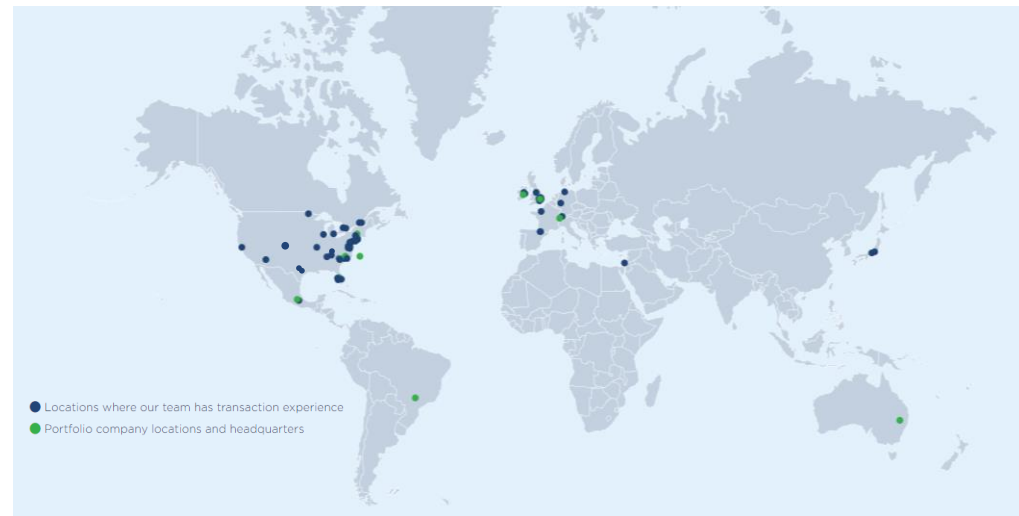 Locations where our team has transaction experience
Portfolio company locations and headquarters